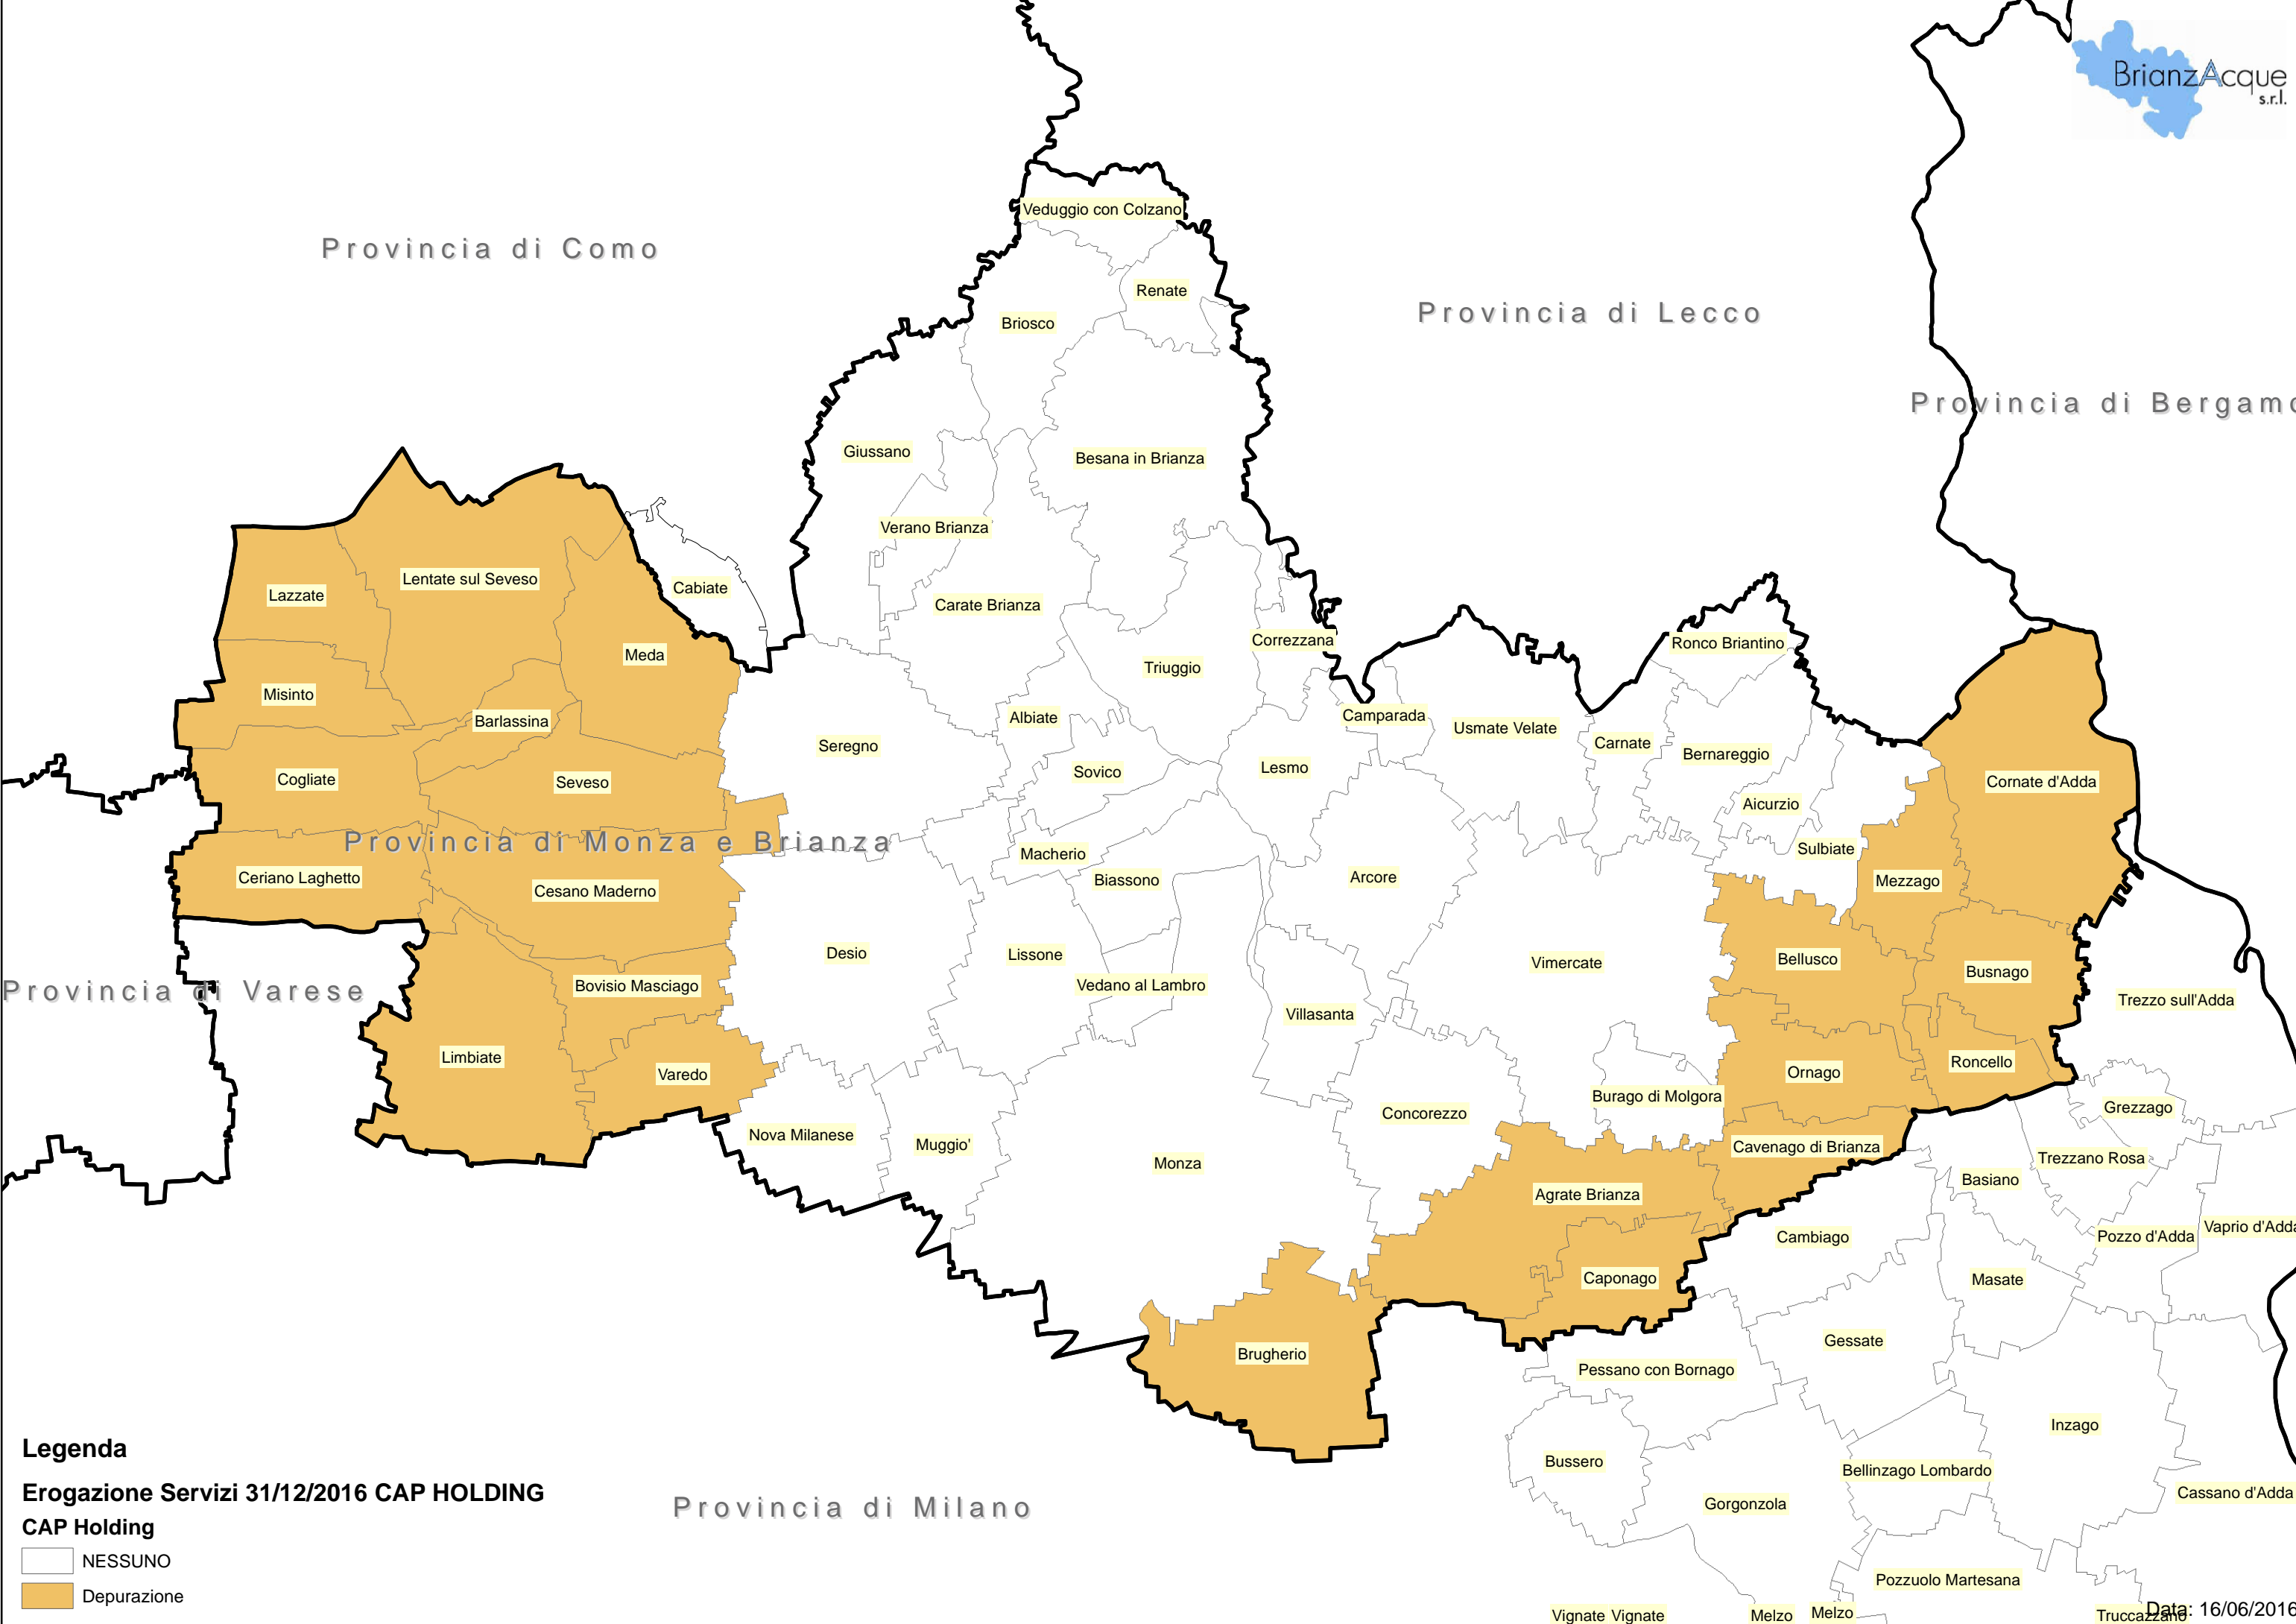 BrianzAcque
s.r.l.
Veduggio con Colzano
Provincia di Como
Renate
Provincia di Lecco
Briosco
Provincia di Bergamo
Giussano
Besana in Brianza
Verano Brianza
Lentate sul Seveso
Cabiate
Lazzate
Carate Brianza
Correzzana
Ronco Briantino
Meda
Triuggio
Misinto
Camparada
Albiate
Barlassina
Usmate Velate
Carnate
Seregno
Bernareggio
Lesmo
Sovico
Cogliate
Seveso
Cornate d'Adda
Aicurzio
Provincia di Monza e Brianza
Sulbiate
Macherio
Ceriano Laghetto
Arcore
Biassono
Mezzago
Cesano Maderno
Desio
Lissone
Bellusco
Vimercate
Busnago
Bovisio Masciago
Vedano al Lambro
Provincia di Varese
Trezzo sull'Adda
Villasanta
Limbiate
Roncello
Ornago
Varedo
Burago di Molgora
Grezzago
Concorezzo
Nova Milanese
Muggio'
Cavenago di Brianza
Trezzano Rosa
Monza
Basiano
Agrate Brianza
Vaprio d'Adda
Pozzo d'Adda
Cambiago
Caponago
Masate
Gessate
Brugherio
Pessano con Bornago
Inzago
Legenda
Bussero
Bellinzago Lombardo
Erogazione Servizi 31/12/2016 CAP HOLDING
Cassano d'Adda
Gorgonzola
Provincia di Milano
CAP Holding
NESSUNO
Pozzuolo Martesana
Depurazione
Vignate Vignate
Melzo
Melzo
Truccazzano
Data: 16/06/2016